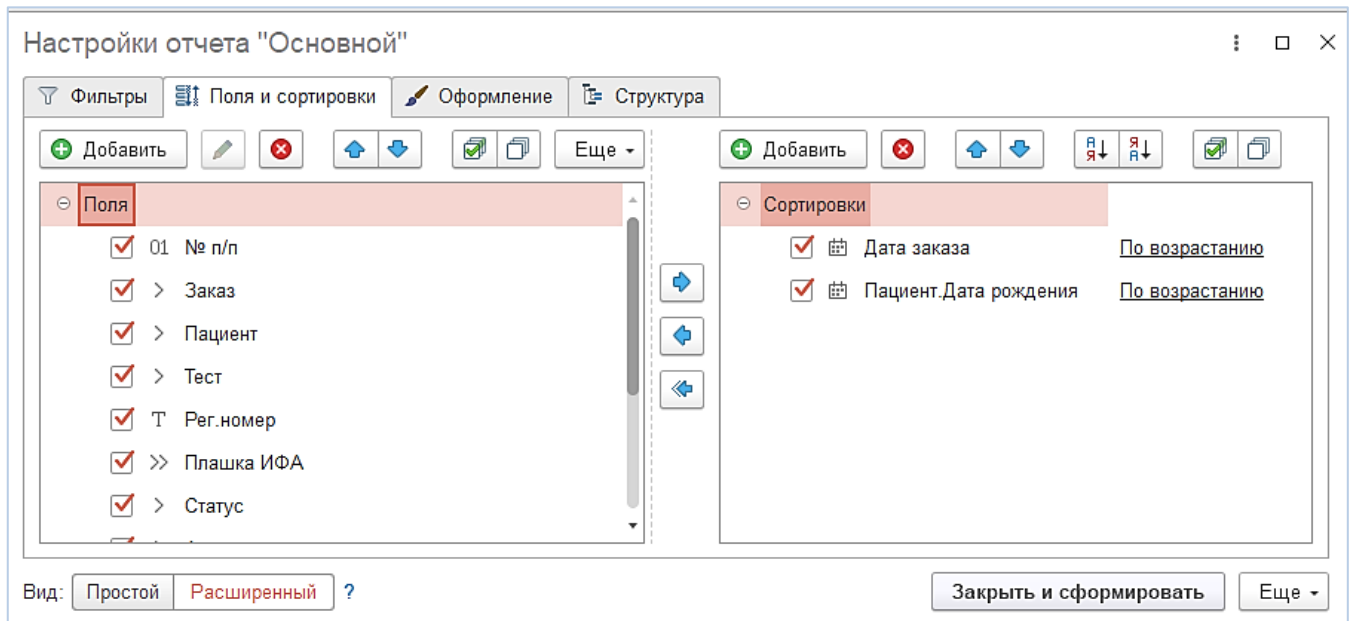 Настройки отчета "Основной"
Фильтры Поля и сортировки Оформление Структура
Добавить Еще Добавить
Поля
01 № п/п
Заказ
Пациент
Тест
T Рег.номер
Плашка ИФА
Статус
Сортировки
Дата заказа По возрастанию
Пациент.Дата рождения По возрастанию
Вид: Простой Расширенный ? Закрыть и сформировать Еще